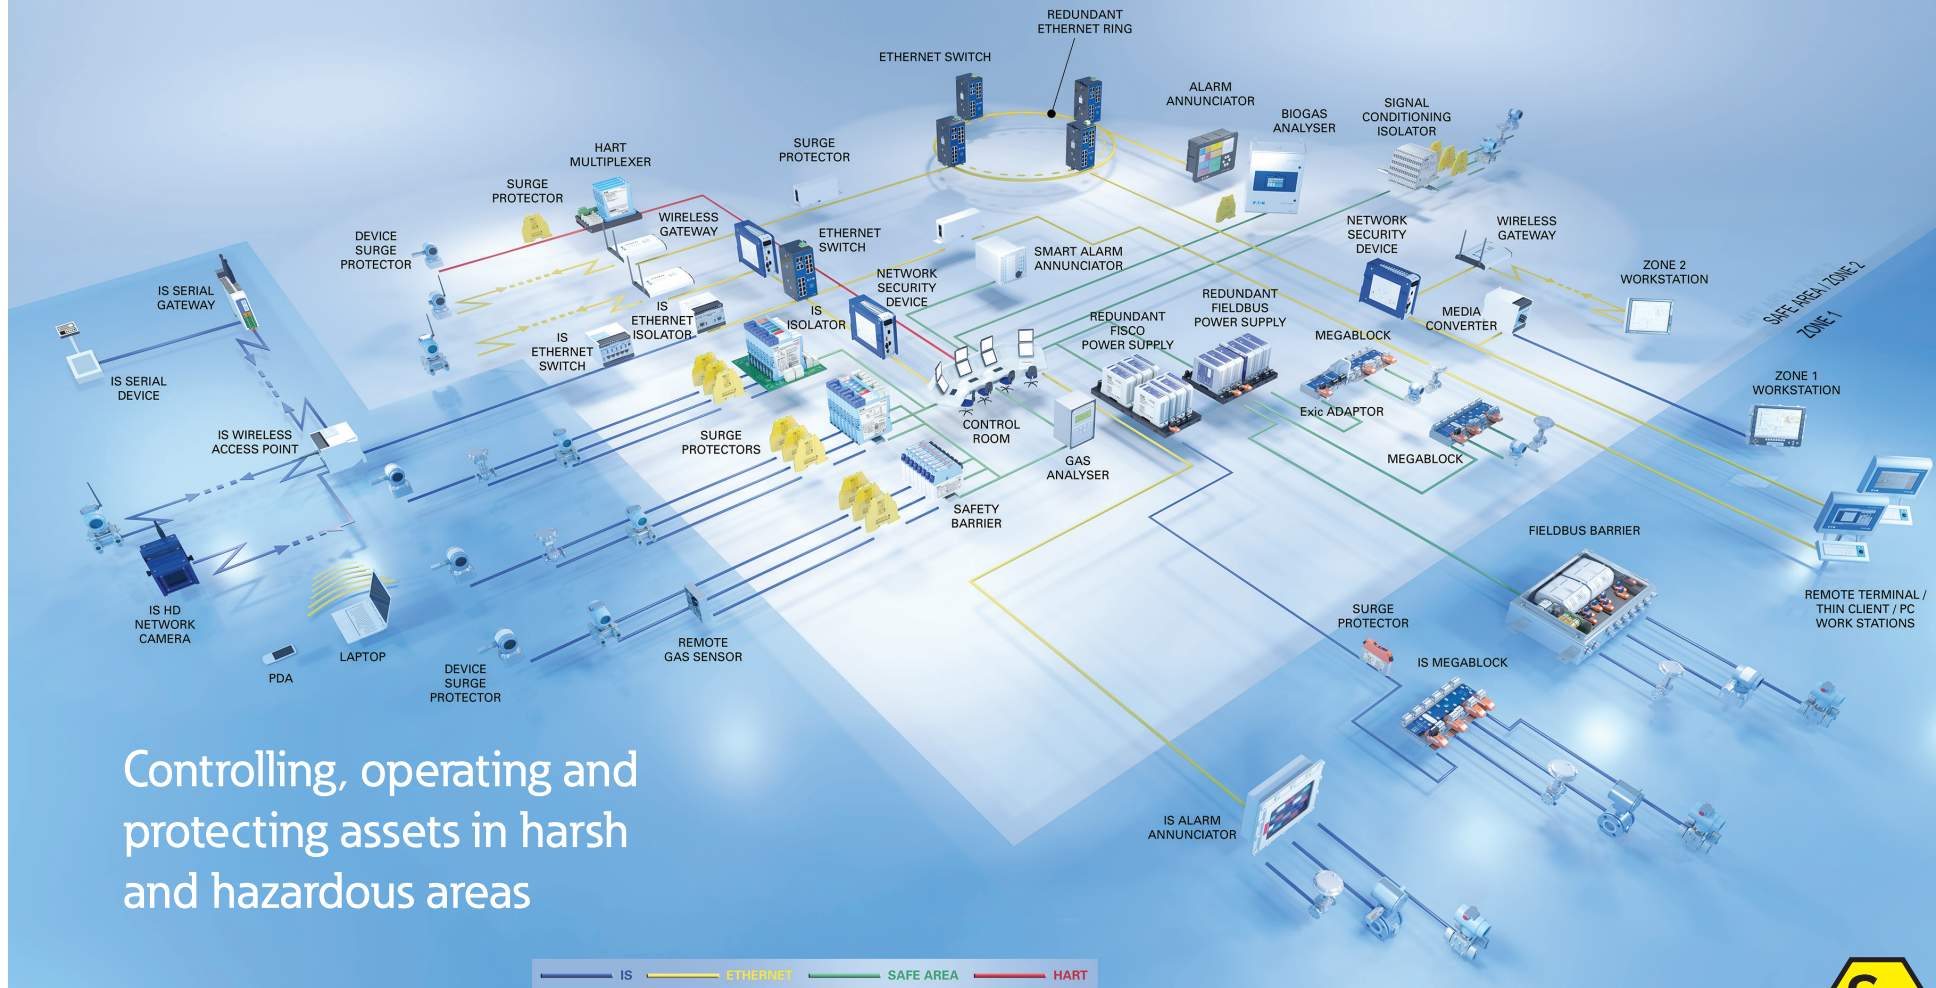 REDUNDANT
ETHERNET RING
ETHERNET SWITCH
ALARM
ANNUNCIATOR
BIOGAS
ANALYSER
SIGNAL
CONDITIONING
ISOLATOR
SURGE
PROTECTOR
HART
MULTIPLEXER
SURGE
PROTECTOR
DEVICE
SURGE
PROTECTOR
WIRELESS
GATEWAY
ETHERNET
SWITCH
NETWORK
SECURITY
DEVICE
SMART ALARM
ANNUNCIATOR
NETWORK
SECURITY
DEVICE
WIRELESS
GATEWAY
ZONE 2
WORKSTATION
SAFE AREA / ZONE 2
ZONE 1
IS SERIAL
GATEWAY
IS
ETHERNET
ISOLATOR
IS
ISOLATOR
IS
ETHERNET
SWITCH
REDUNDANT
FISCO
POWER SUPPLY
REDUNDANT
FIELDBUS
POWER SUPPLY
MEGABLOCK
MEDIA
CONVERTER
IS SERIAL
DEVICE
ZONE 1
WORKSTATION
IS WIRELESS
ACCESS POINT
SURGE
PROTECTORS
CONTROL
ROOM
GAS
ANALYSER
Exic ADAPTOR
MEGABLOCK
SAFETY
BARRIER
FIELDBUS BARRIER
REMOTE TERMINAL /
THIN CLIENT / PC
WORK STATIONS
IS HD
NETWORK
CAMERA
LAPTOP
PDA
DEVICE
SURGE
PROTECTOR
REMOTE
GAS SENSOR
SURGE
PROTECTOR
IS MEGABLOCK
IS ALARM
ANNUNCIATOR
Controlling, operating and
protecting assets in harsh
and hazardous areas
IS
ETHERNET
SAFE AREA
HART